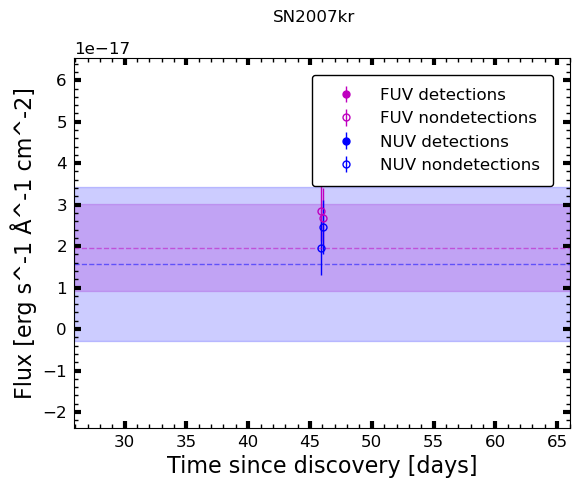 SN2007kr
1e−17
6
5
4
3
2
1
0
−1
−2
Flux [erg s^-1 Å^-1 cm^-2]
FUV detections
FUV nondetections
NUV detections
NUV nondetections
30 35 40 45 50 55 60 65
Time since discovery [days]